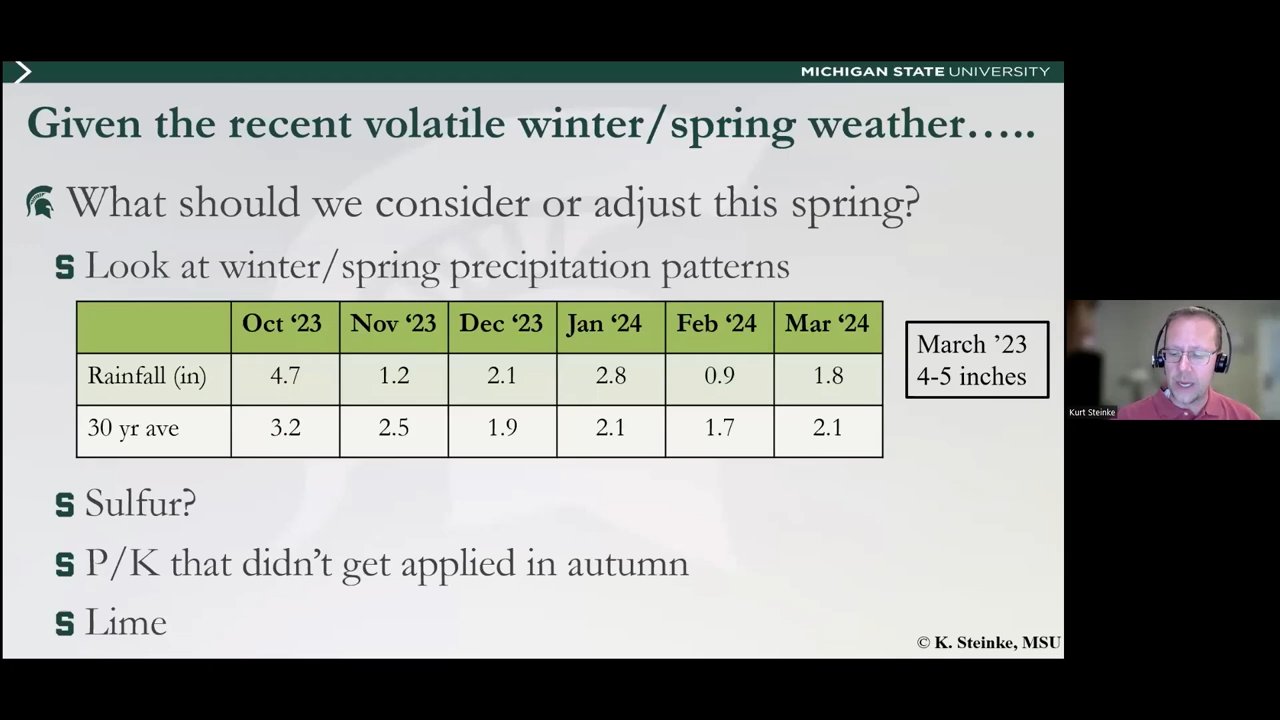 MICHIGAN STATE UNIVERSITY
Given the recent volatile winter/spring weather…..
What should we consider or adjust this spring?
Look at winter/spring precipitation patterns
Oct ‘23 Nov ‘23 Dec ‘23 Jan ‘24 Feb ‘24 Mar ‘24
Rainfall (in) 4.7 1.2 2.1 2.8 0.9 1.8
30 yr ave 3.2 2.5 1.9 2.1 1.7 2.1
March ’23
4-5 inches
Kurt Steinke
Sulfur?
P/K that didn’t get applied in autumn
Lime
© K. Steinke, MSU